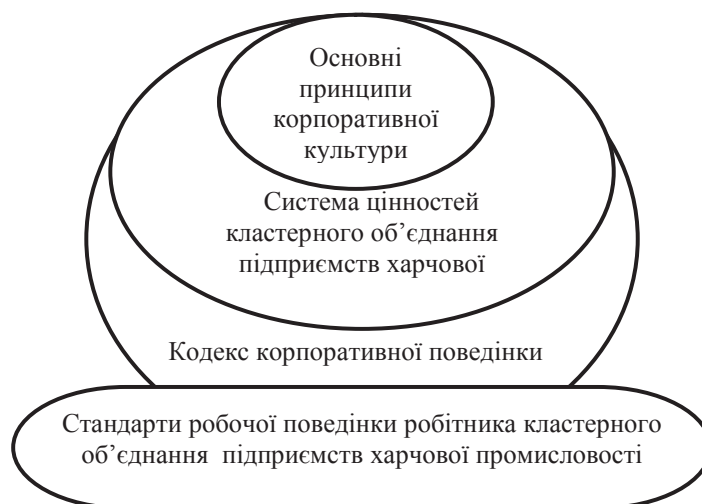 Основні
принципи
корпоративної
культури
Система цінностей
кластерного об’єднання
підприємств харчової
Кодекс корпоративної поведінки
Стандарти робочої поведінки робітника кластерного
об’єднання підприємств харчової промисловості